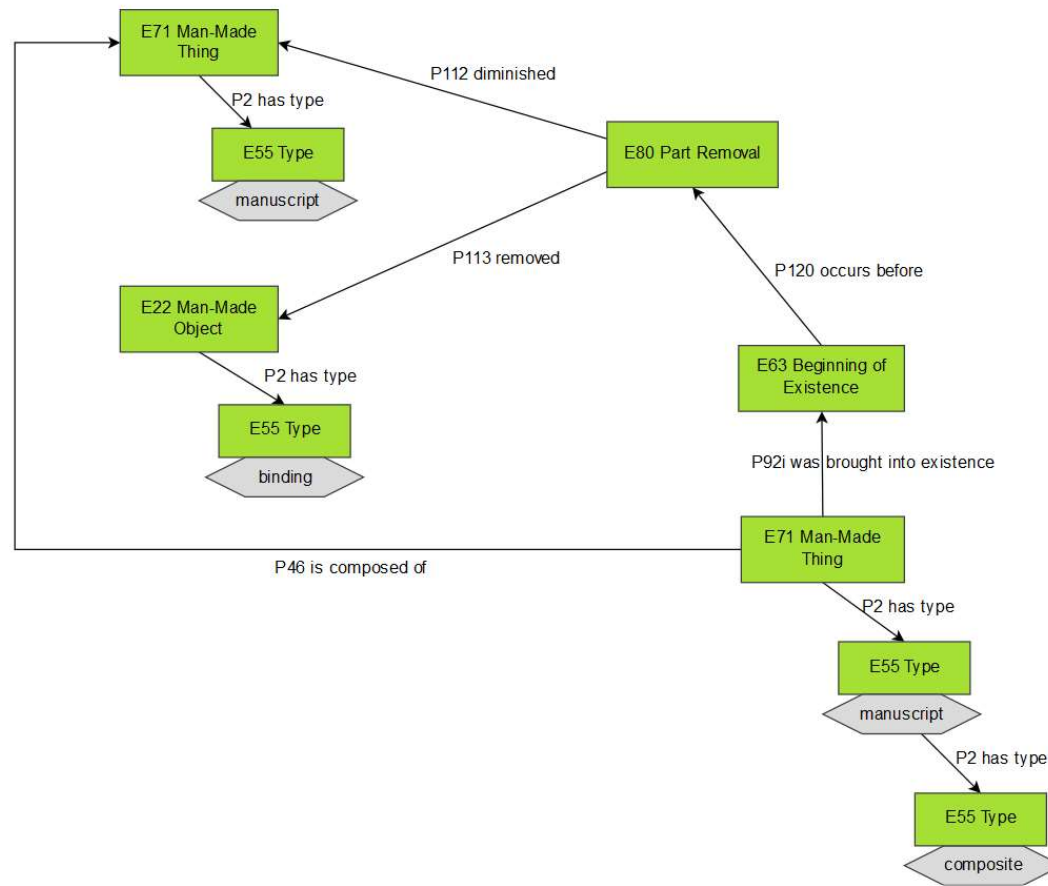 E71 Man-Made
Thing
P112 diminished
P2 has type
E55 Type
manuscript
E80 Part Removal
P113 removed
P120 occurs before
E22 Man-Made
Object
P2 has type
E55 Type
binding
E63 Beginning of
Existence
P92i was brought into existence
E71 Man-Made
Thing
P46 is composed of
P2 has type
E55 Type
manuscript
P2 has type
E55 Type
composite